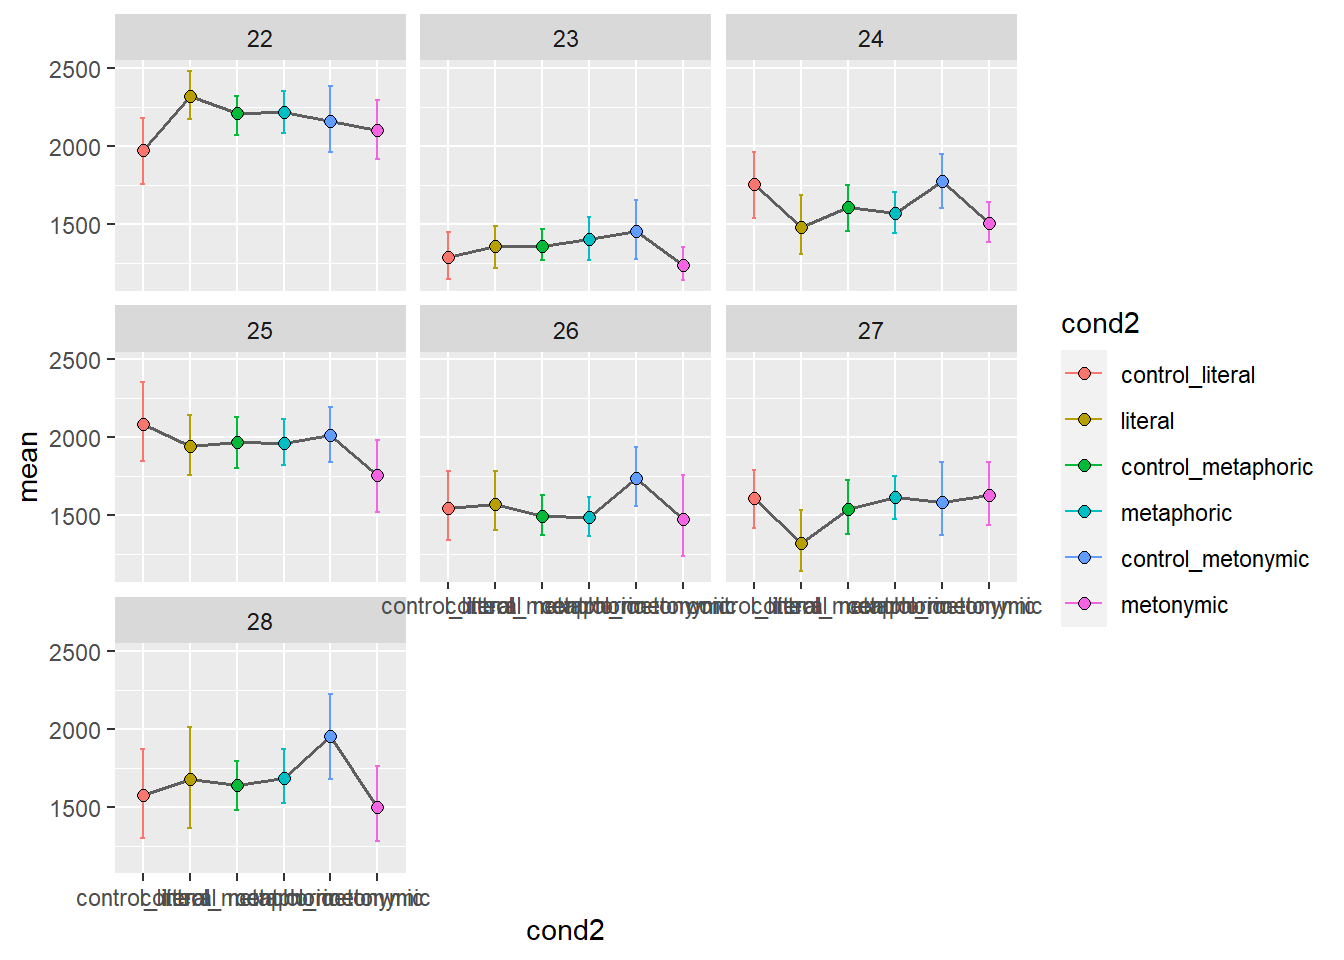 22
23
24
2500
2000
1500
25
26
27
2500
2000
1500
28
2500
2000
1500
mean
cond2
cond2
control_literal
literal
control_metaphoric
metaphoric
control_metonymic
metonymic